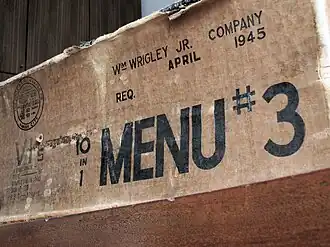 WM WRIGLEY JR. COMPANY
REQ. APRIL 1945
10
IN
1
MENU #3